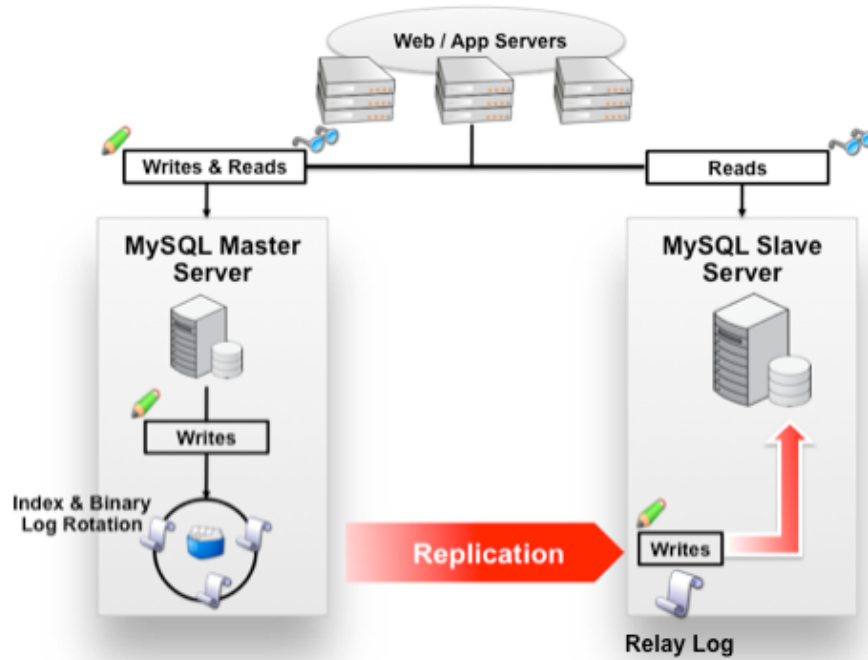 Web / App Servers
Writes & Reads
Reads
MySQL Master
Server
MySQL Slave
Server
Writes
Index & Binary
Log Rotation
Replication
Writes
Relay Log